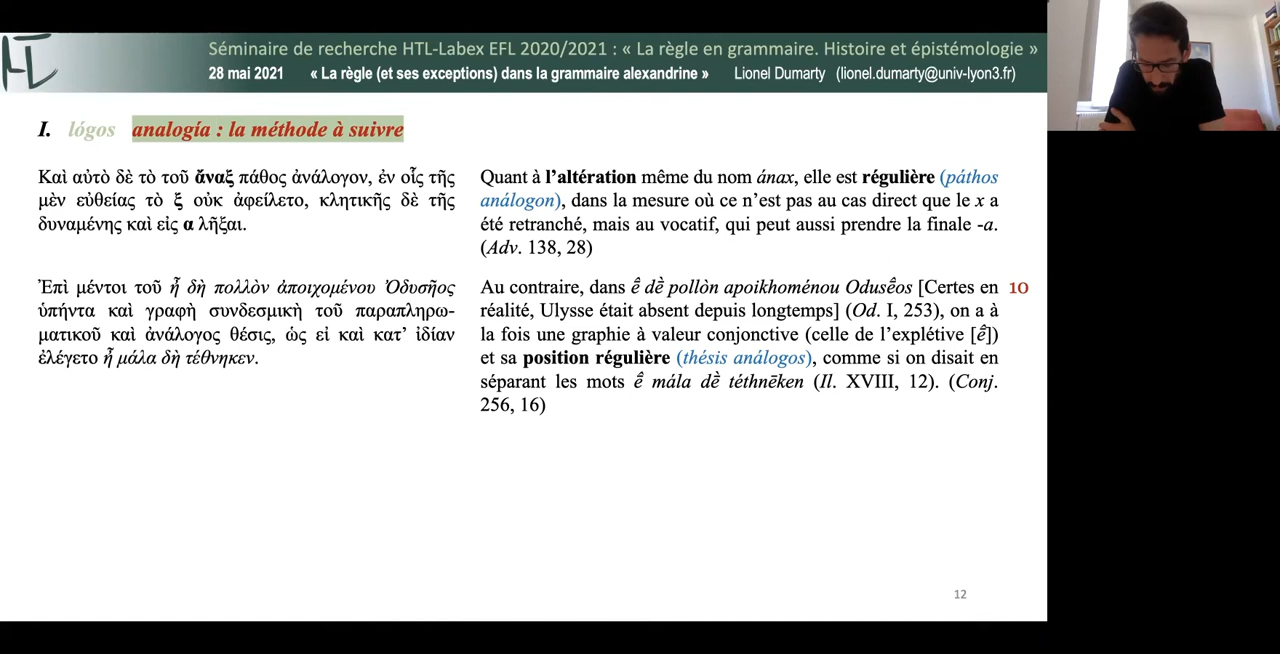 HTL
Séminaire de recherche HTL-Labex EFL 2020/2021 : « La règle en grammaire. Histoire et épistémologie »
28 mai 2021 « La règle (et ses exceptions) dans la grammaire alexandrine » Lionel Dumarty (lionel.dumarty@univ-lyon3.fr)
I. lógos analogía : la méthode à suivre
Καὶ αὐτὸ δὲ τὸ τοῦ ἄναξ πάθος ἀνάλογον, ἐν οἷς τῆς
μὲν εὐθείας τὸ ξ οὐκ ἀφείλετο, κλητικῆς δὲ τῆς
δυναμένης καὶ εἰς α λῆξαι.
Quant à l’altération même du nom ánax, elle est régulière (páthos
análogon), dans la mesure où ce n’est pas au cas direct que le x a
été retranché, mais au vocatif, qui peut aussi prendre la finale -a.
(Adv. 138, 28)
Ἐπὶ μέντοι τοῦ ἦ δὴ πολλὸν ἀποιχομένου Ὀδυσῆος
ὑπήντα καὶ γραφὴ συνδεσμικὴ τοῦ παραπληρω-
ματικοῦ καὶ ἀνάλογος θέσις, ὡς εἰ καὶ κατ’ ἰδίαν
ἐλέγετο ἦ μάλα δὴ τέθνηκεν.
Au contraire, dans ê̄ dḕ pollòn apoikhoménou Odusê̄os [Certes en 10
réalité, Ulysse était absent depuis longtemps] (Od. I, 253), on a à
la fois une graphie à valeur conjonctive (celle de l’explétive [ê̄])
et sa position régulière (thésis análogos), comme si on disait en
séparant les mots ê̄ mála dḕ téthnēken (Il. XVIII, 12). (Conj.
256, 16)
12